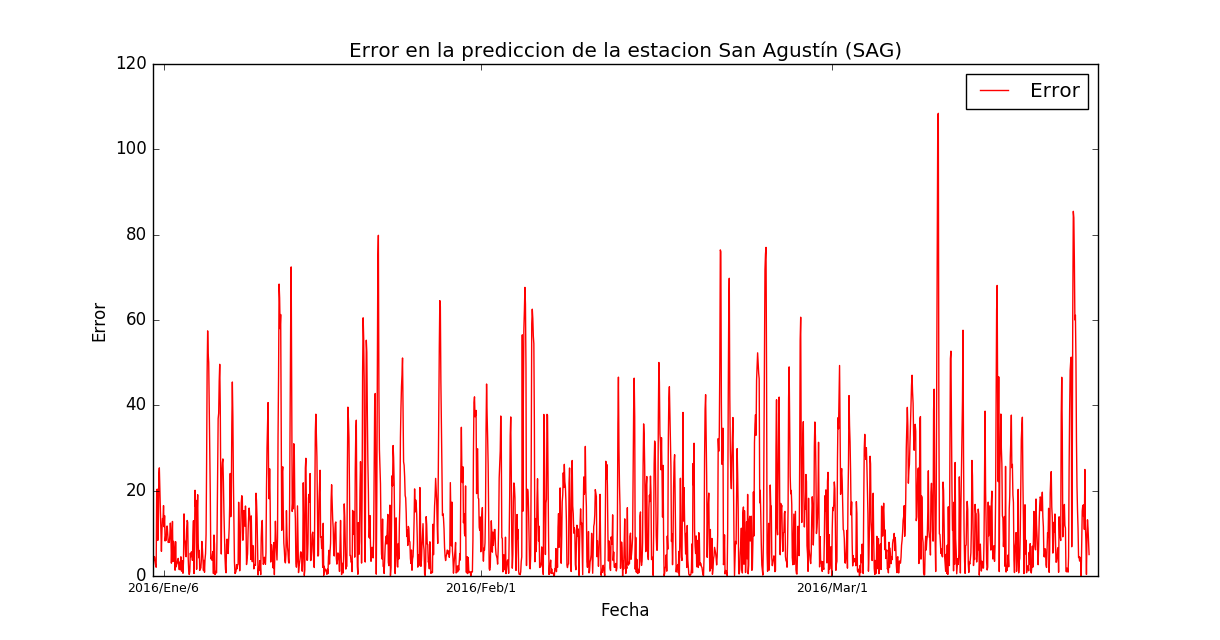 Error en la prediccion de la estacion San Agustín (SAG)
Error
120
100
80
60
40
20
0
Error
2016/Ene/6
2016/Feb/1
2016/Mar/1
Fecha